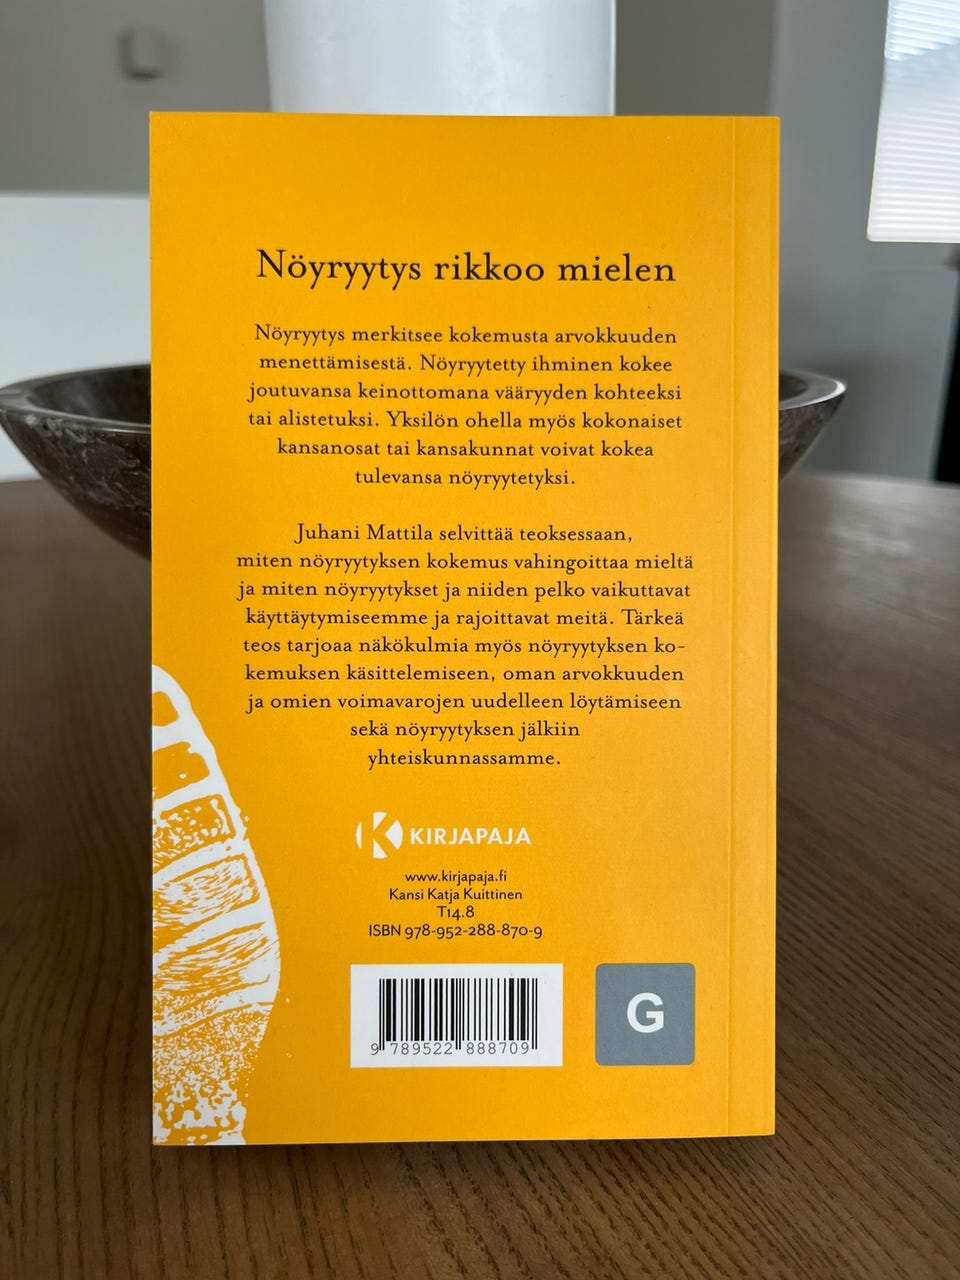 Nöyryytys rikkoo mielen
Nöyryytys merkitsee kokemusta arvokkuuden
menettämisestä. Nöyryytetty ihminen kokee
joutuvansa keinottomana vääryyden kohteeksi
tai alistetuksi. Yksilön ohella myös kokonaiset
kansanosat tai kansakunnat voivat kokea
tulevansa nöyryytetyksi.
Juhani Mattila selvittää teoksessaan,
miten nöyryytyksen kokemus vahingoittaa mieltä
ja miten nöyryytykset ja niiden pelko vaikuttavat
käyttäytymiseemme ja rajoittavat meitä. Tärkeä
teos tarjoaa näkökulmia myös nöyryytyksen ko-
kemuksen käsittelemiseen, oman arvokkuuden
ja omien voimavarojen uudelleen löytämiseen
sekä nöyryytyksen jälkiin
yhteiskunnassamme.
K KIRJAPAJA
www.kirjapaja.fi
Kansi Katja Kuittinen
T14.8
ISBN 978-952-288-870-9
9 789522 888709
G